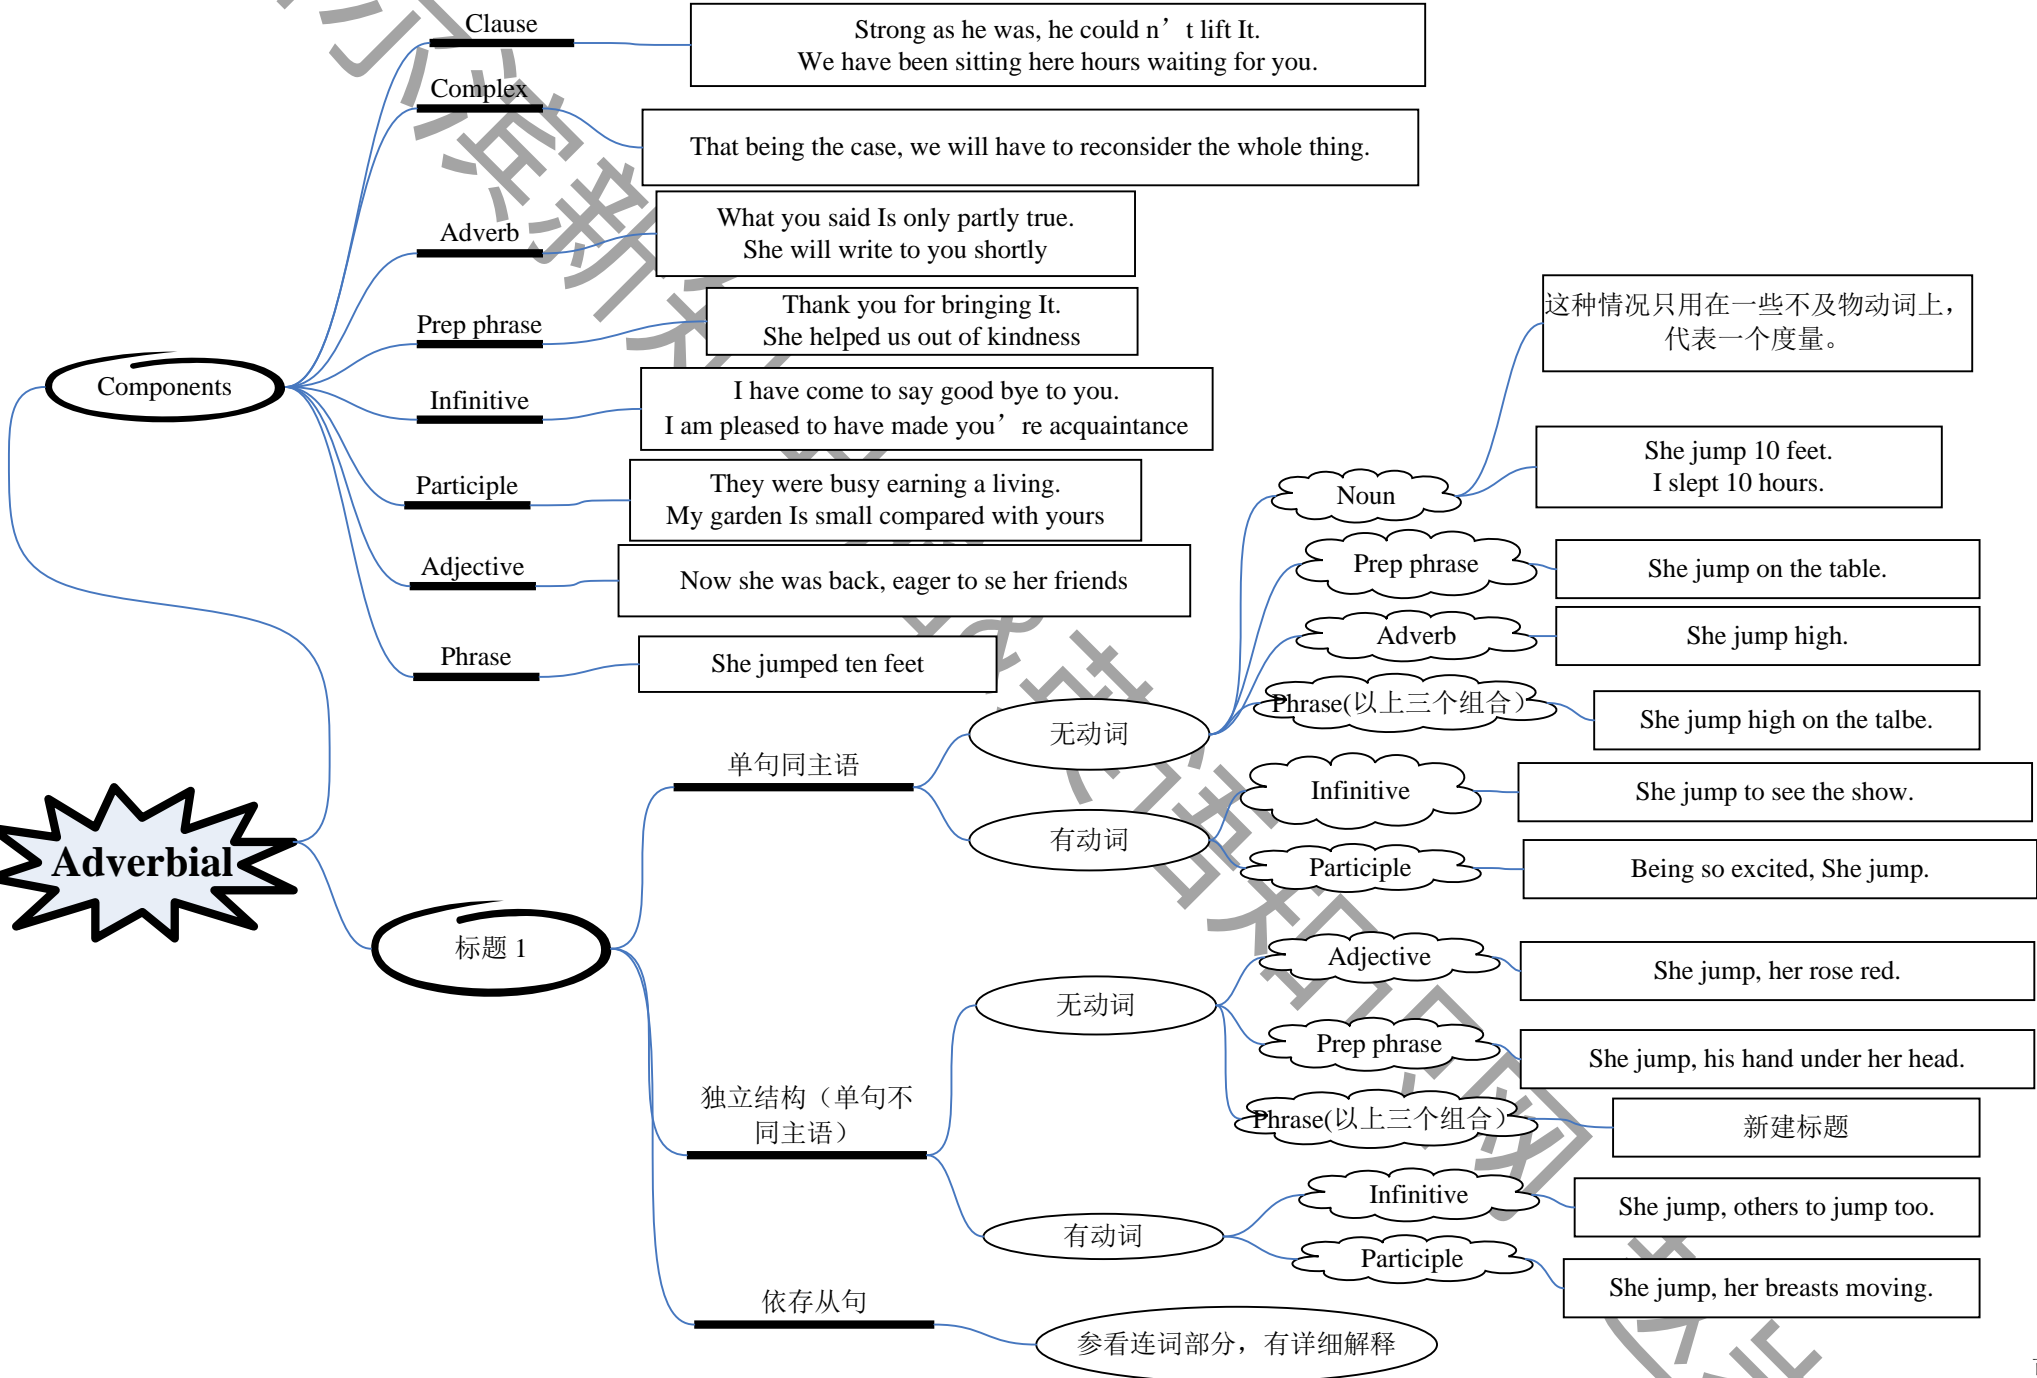 Clause
Strong as he was, he could n’t lift It.
We have been sitting here hours waiting for you.
Complex
That being the case, we will have to reconsider the whole thing.
Adverb
What you said Is only partly true.
She will write to you shortly
Prep phrase
Thank you for bringing It.
She helped us out of kindness
Components
Infinitive
I have come to say good bye to you.
I am pleased to have made you’re acquaintance
Participle
They were busy earning a living.
My garden Is small compared with yours
Adjective
Now she was back, eager to se her friends
Phrase
She jumped ten feet
Adverbial
标题 1
单句同主语
无动词
Noun
这种情况只用在一些不及物动词上，
代表一个度量。
She jump 10 feet.
I slept 10 hours.
Prep phrase
She jump on the table.
Adverb
She jump high.
Phrase(以上三个组合）
She jump high on the talbe.
有动词
Infinitive
She jump to see the show.
Participle
Being so excited, She jump.
独立结构（单句不
同主语）
无动词
Adjective
She jump, her rose red.
Prep phrase
She jump, his hand under her head.
Phrase(以上三个组合）
新建标题
有动词
Infinitive
She jump, others to jump too.
Participle
She jump, her breasts moving.
依存从句
参看连词部分，有详细解释